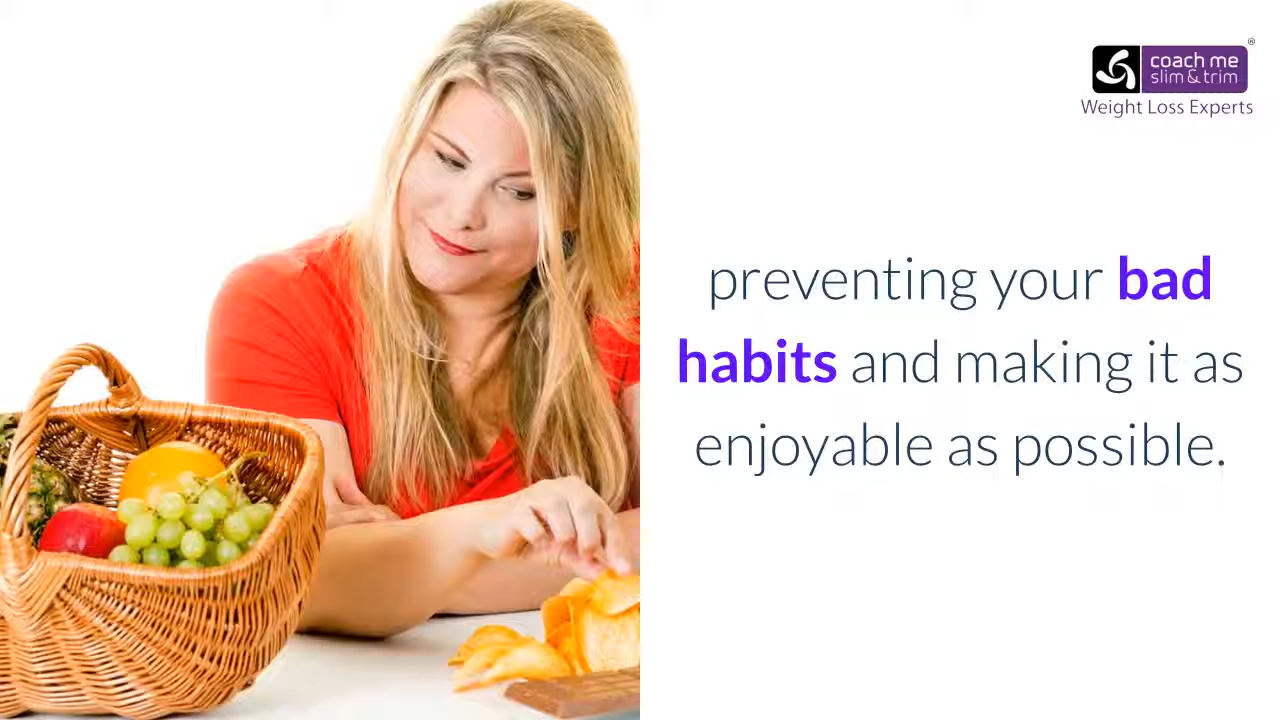 coach me
slim & trim
®
Weight Loss Experts
preventing your bad
habits and making it as
enjoyable as possible.